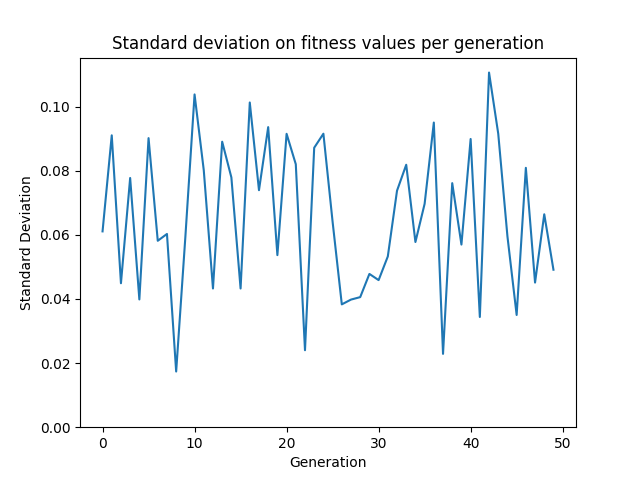 Standard deviation on fitness values per generation
0.10
0.08
0.06
0.04
0.02
0.00
Standard Deviation
0 10 20 30 40 50
Generation